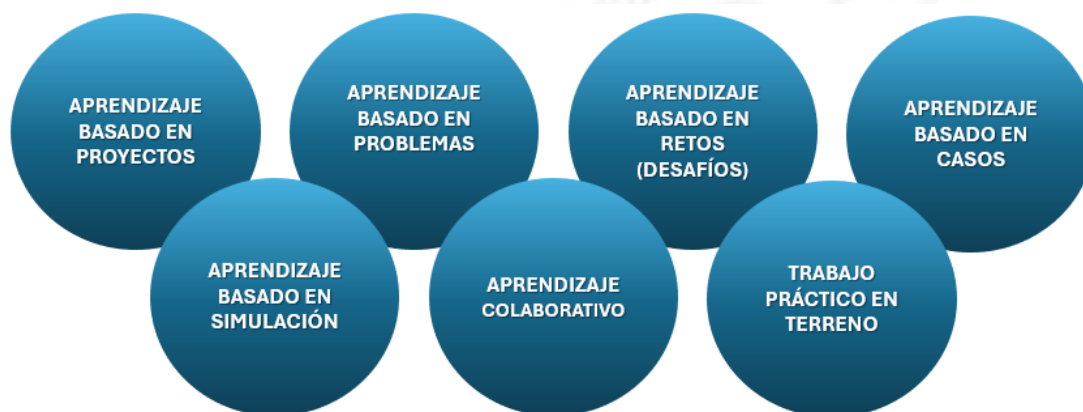 APRENDIZAJE
BASADO EN
PROYECTOS
APRENDIZAJE
BASADO EN
PROBLEMAS
APRENDIZAJE
BASADO EN
RETOS
(DESAFÍOS)
APRENDIZAJE
BASADO EN
CASOS
APRENDIZAJE
BASADO EN
SIMULACIÓN
APRENDIZAJE
COLABORATIVO
TRABAJO
PRÁCTICO EN
TERRENO